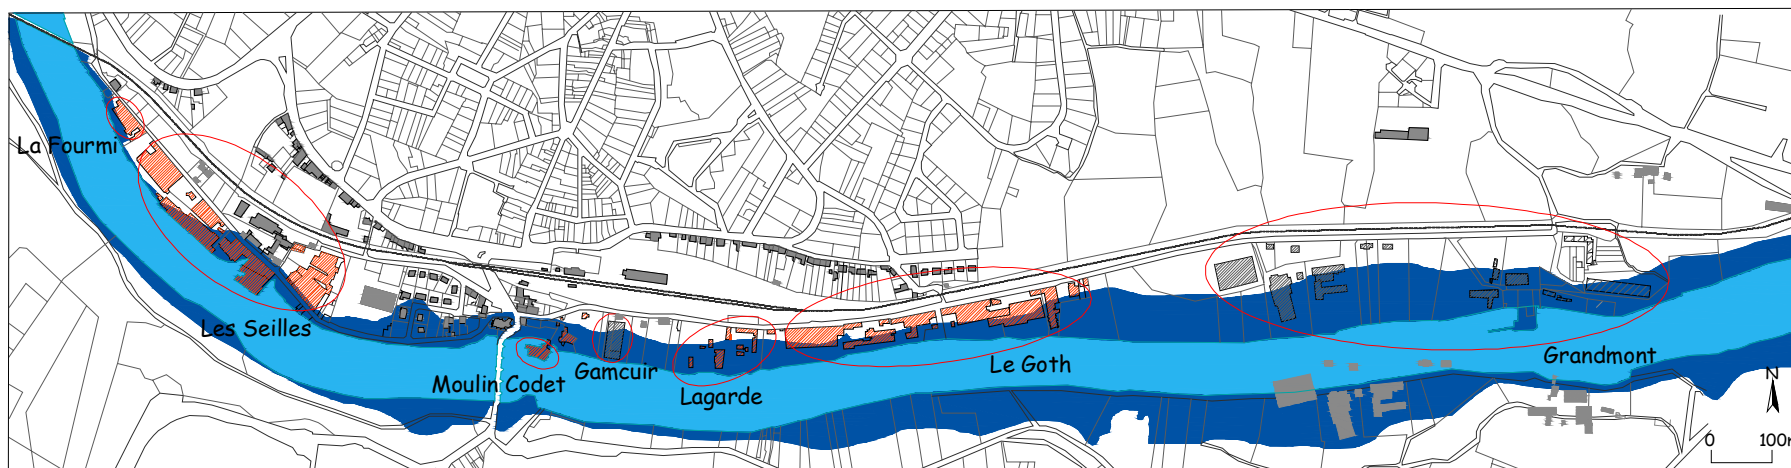 La Fourmi
Les Seilles
Moulin Codet
Gamcuir
Lagarde
Le Goth
Grandmont
N
0 100m